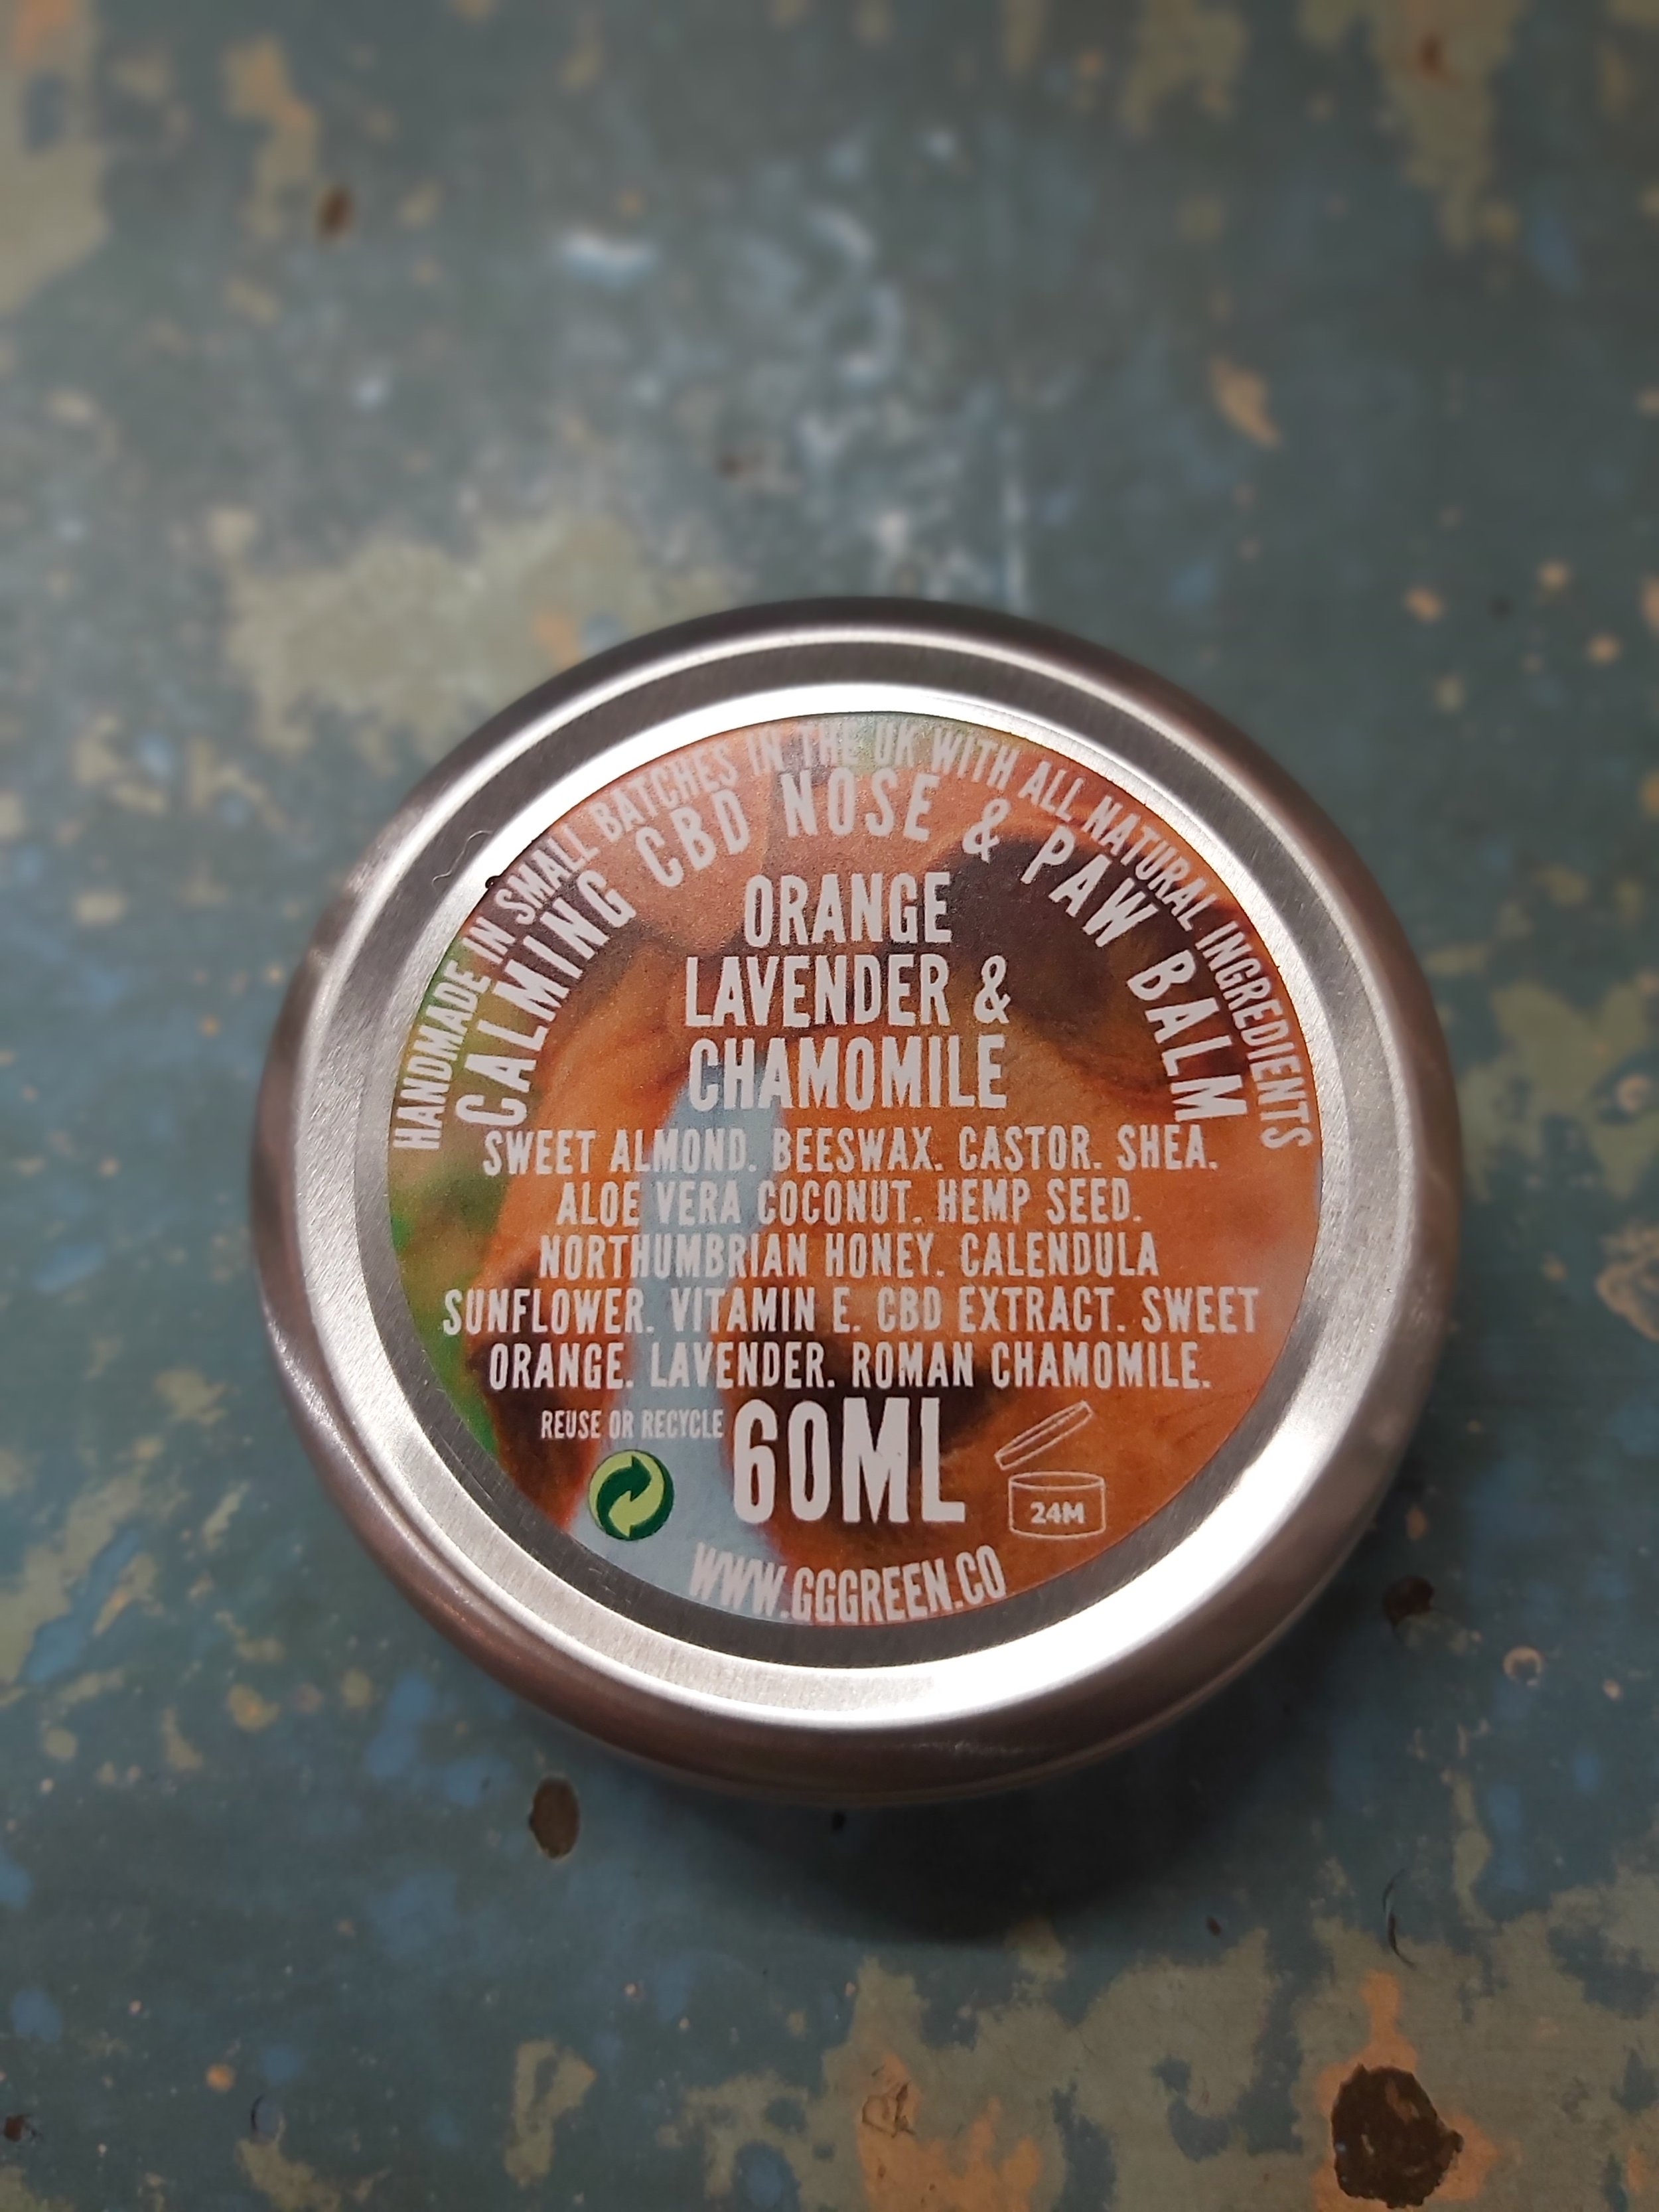 HANDMADE IN SMALL BATCHES IN THE UK WITH ALL NATURAL INGREDIENTS
CALMING CBD NOSE & PAW BALM
ORANGE
LAVENDER &
CHAMOMILE
SWEET ALMOND. BEESWAX. CASTOR. SHEA.
ALOE VERA COCONUT. HEMP SEED.
NORTHUMBRIAN HONEY. CALENDULA
SUNFLOWER. VITAMIN E. CBD EXTRACT. SWEET
ORANGE. LAVENDER. ROMAN CHAMOMILE.
REUSE OR RECYCLE
60ML
24M
WWW.GGGREEN.CO